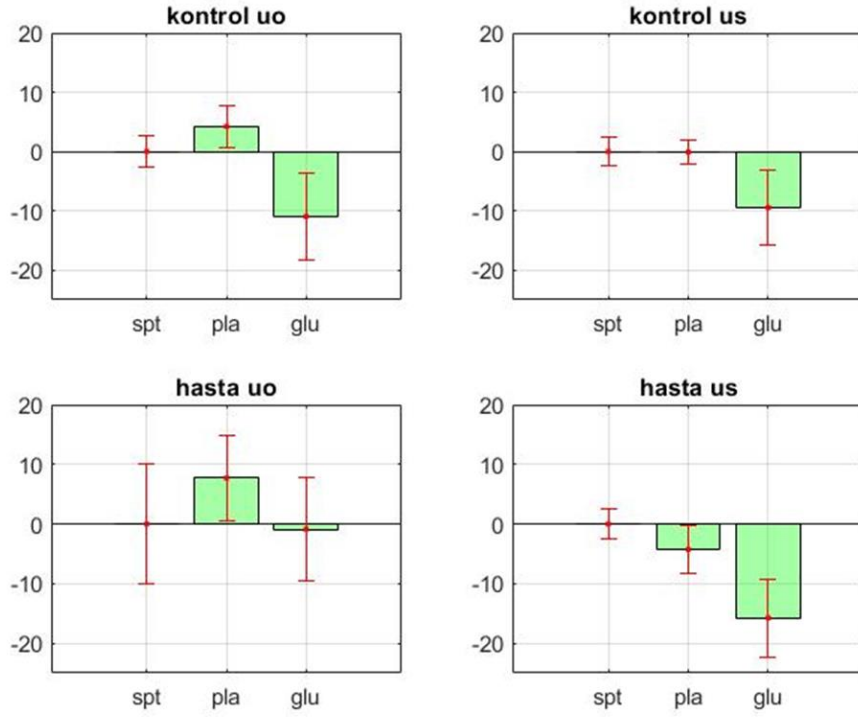 kontrol uo
20
10
0
-10
-20
spt pla glu
kontrol us
20
10
0
-10
-20
spt pla glu
hasta uo
20
10
0
-10
-20
spt pla glu
hasta us
20
10
0
-10
-20
spt pla glu